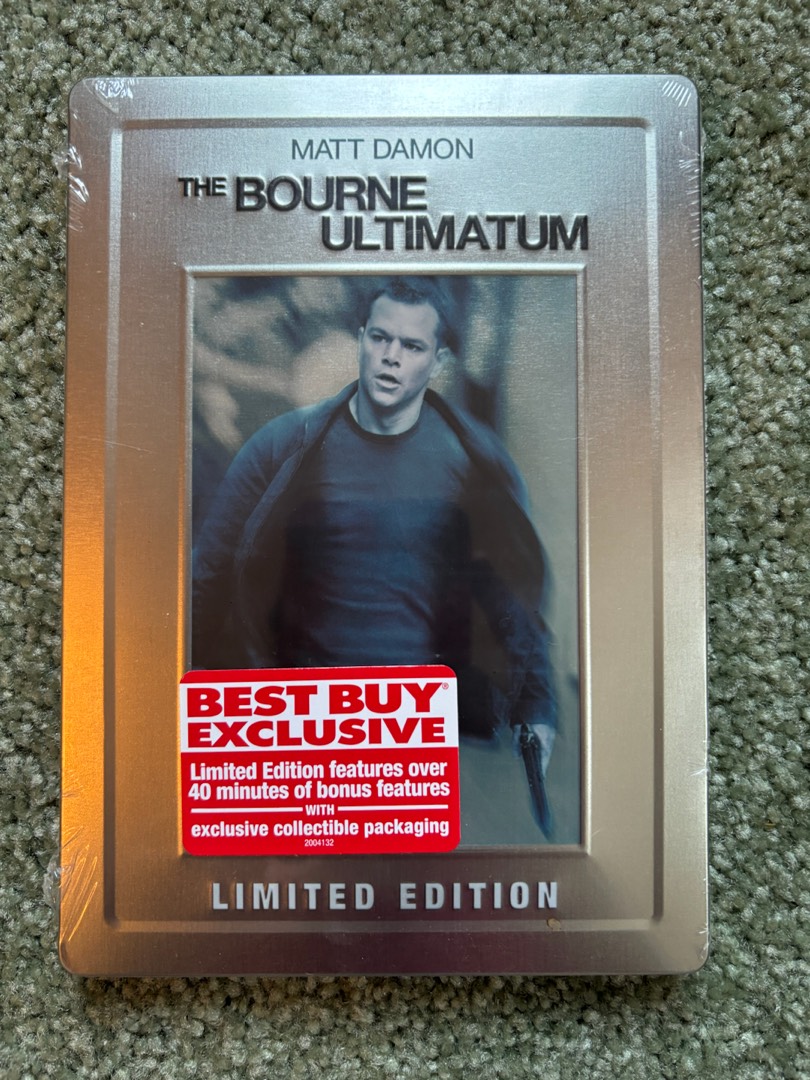 MATT DAMON
THE BOURNE
ULTIMATUM
BEST BUY®
EXCLUSIVE
Limited Edition features over
40 minutes of bonus features
WITH
exclusive collectible packaging
2004132
LIMITED EDITION